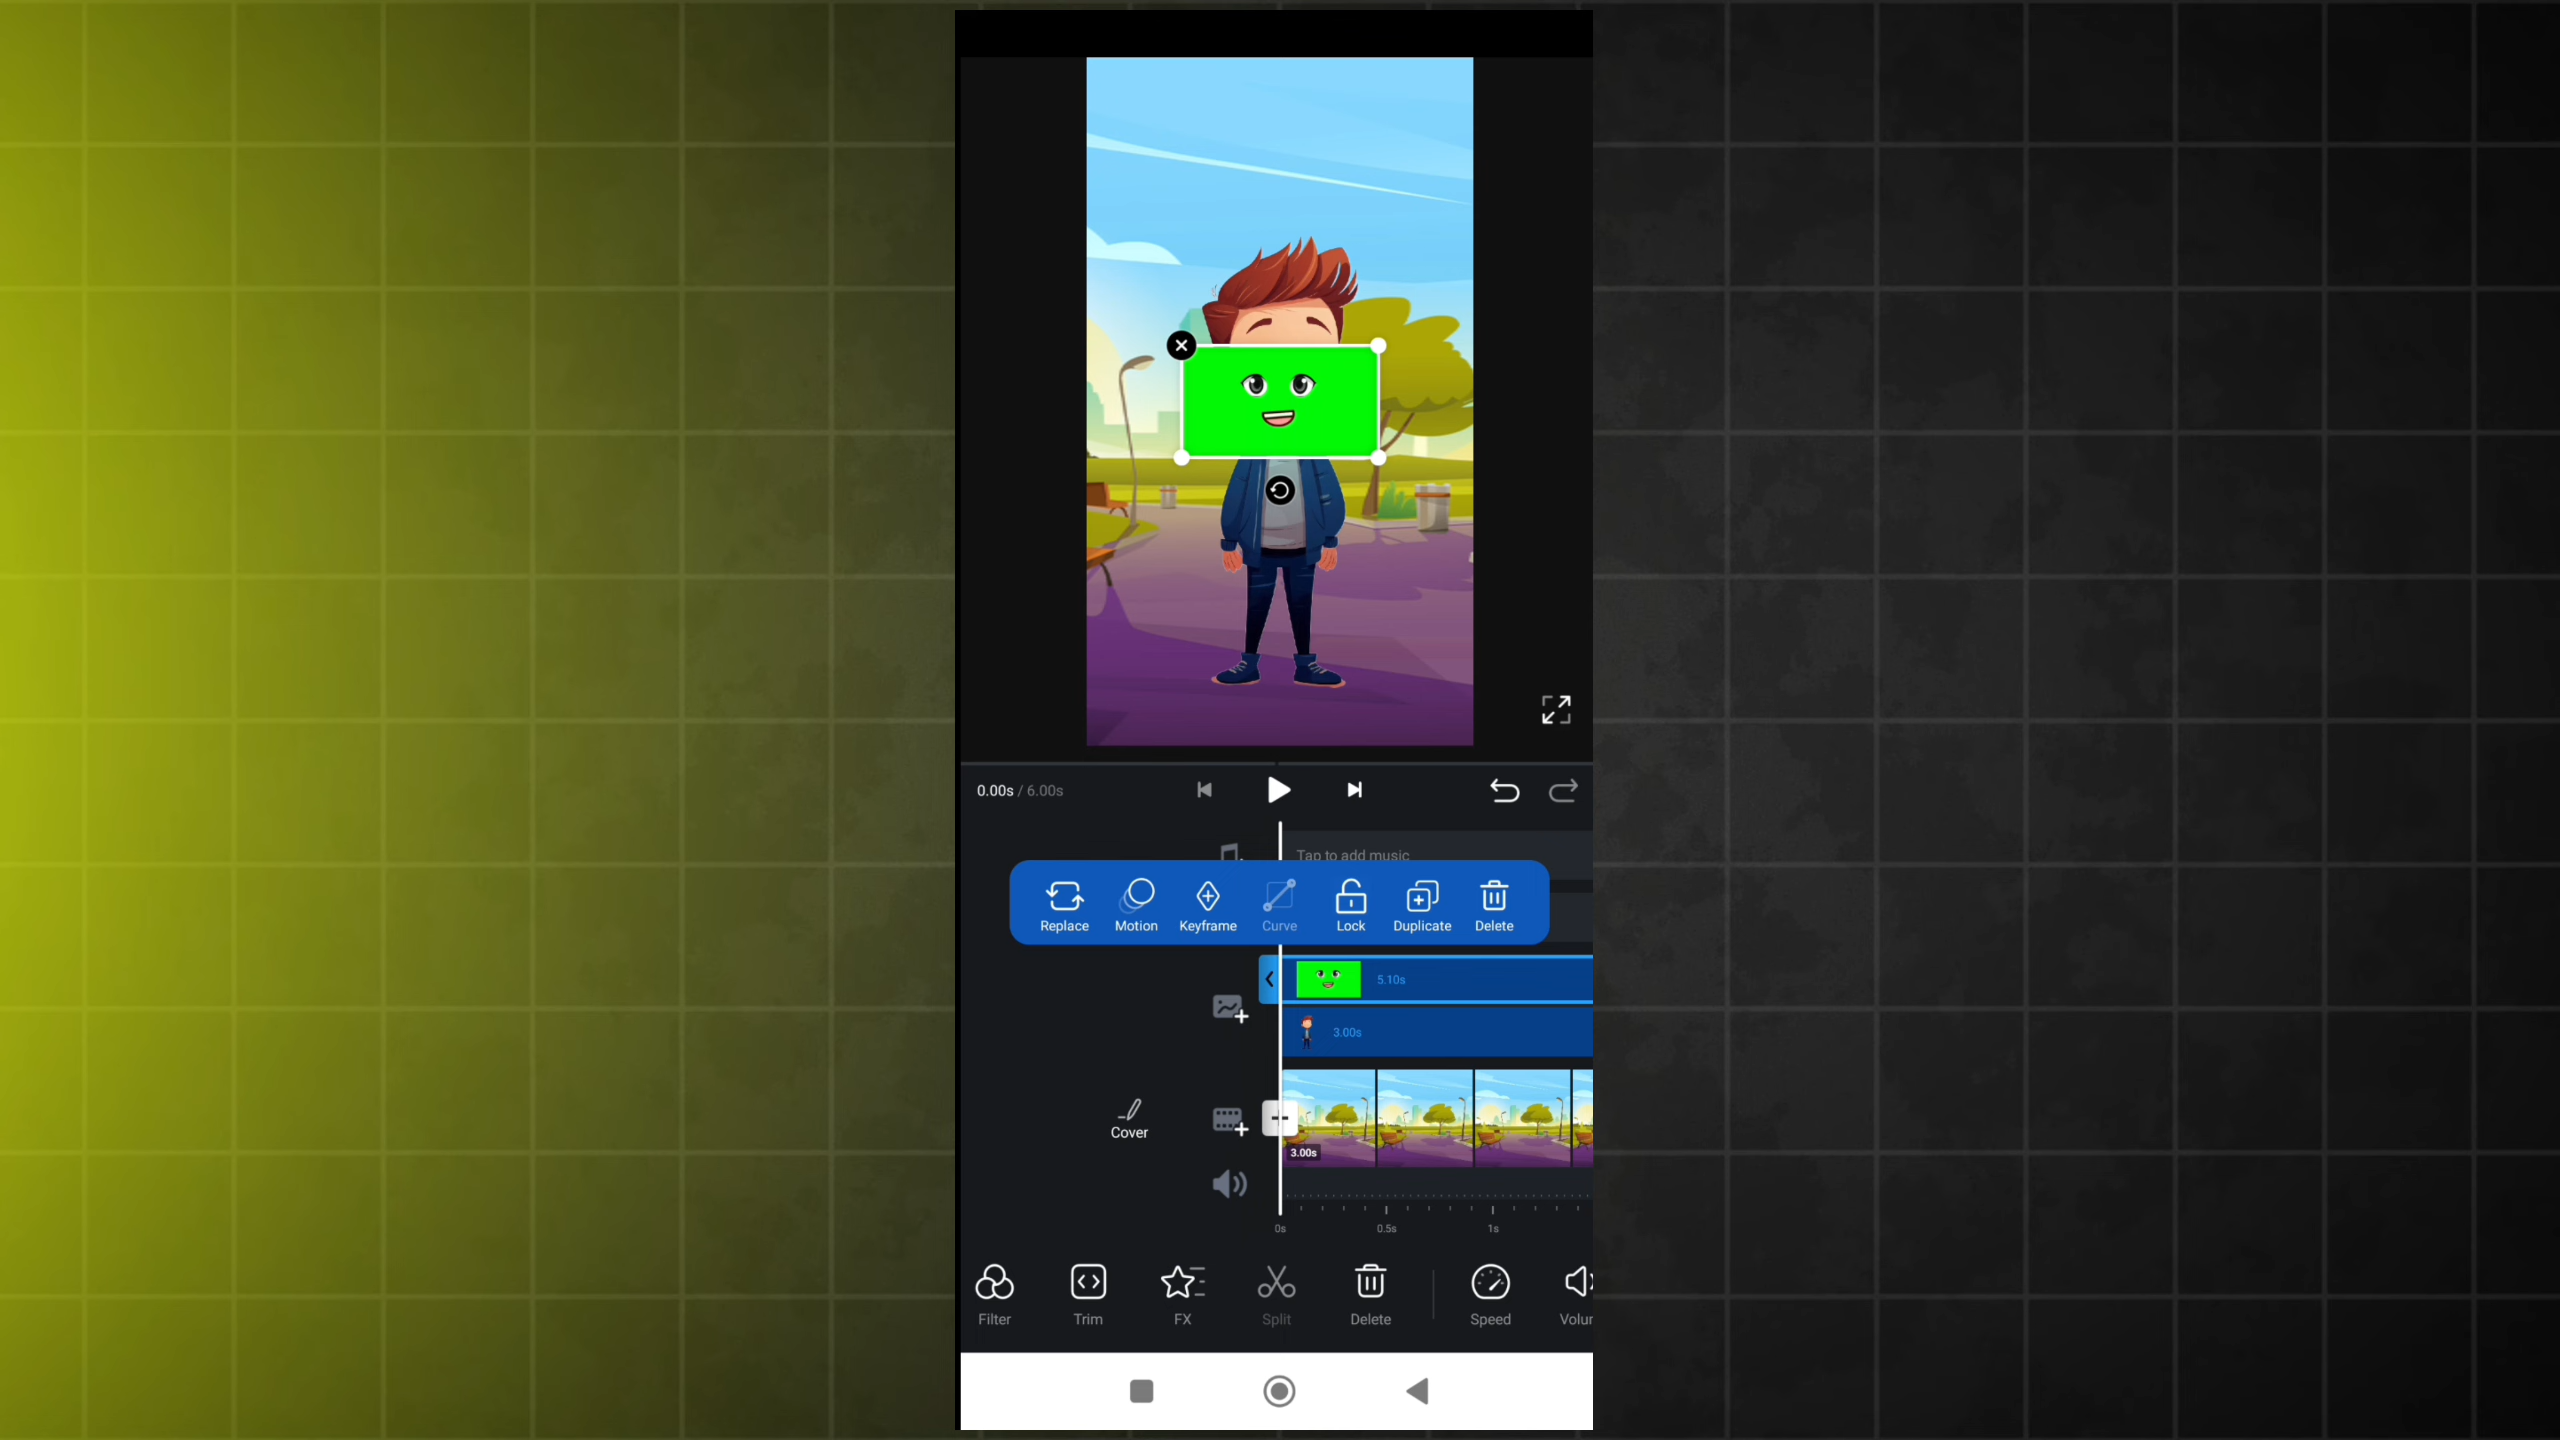 0.00s / 6.00s
Tap to add music
Replace
Motion
Keyframe
Curve
Lock
Duplicate
Delete
5.10s
3.00s
Cover
3.00s
0s
0.5s
1s
Filter
Trim
FX
Split
Delete
Speed
Volu